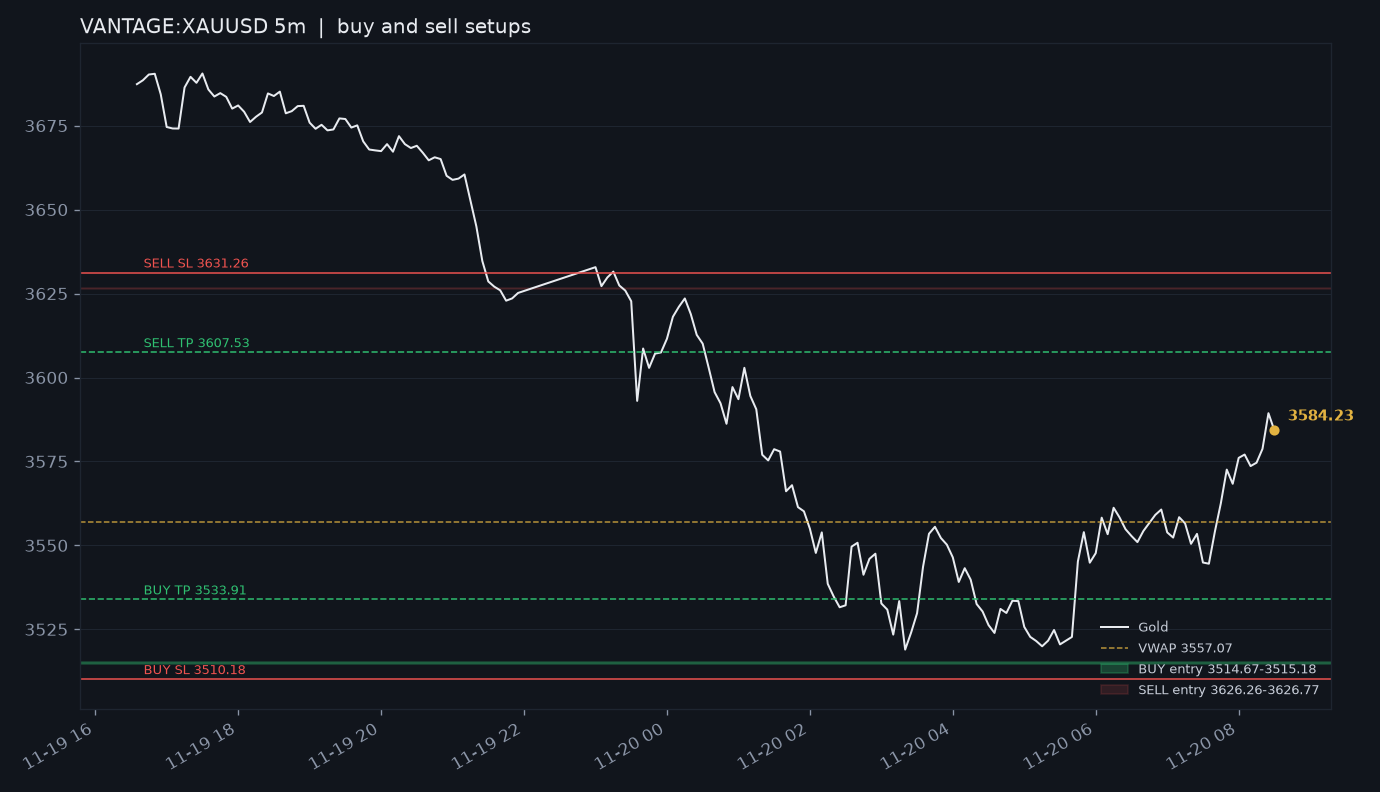 VANTAGE:XAUUSD 5m | buy and sell setups
3675
3650
SELL SL 3631.26
3625
SELL TP 3607.53
3600
3584.23
3575
3550
BUY TP 3533.91
3525
Gold
VWAP 3557.07
BUY SL 3510.18
BUY entry 3514.67-3515.18
SELL entry 3626.26-3626.77
11-19 16
11-19 18
11-19 20
11-19 22
11-20 00
11-20 02
11-20 04
11-20 06
11-20 08